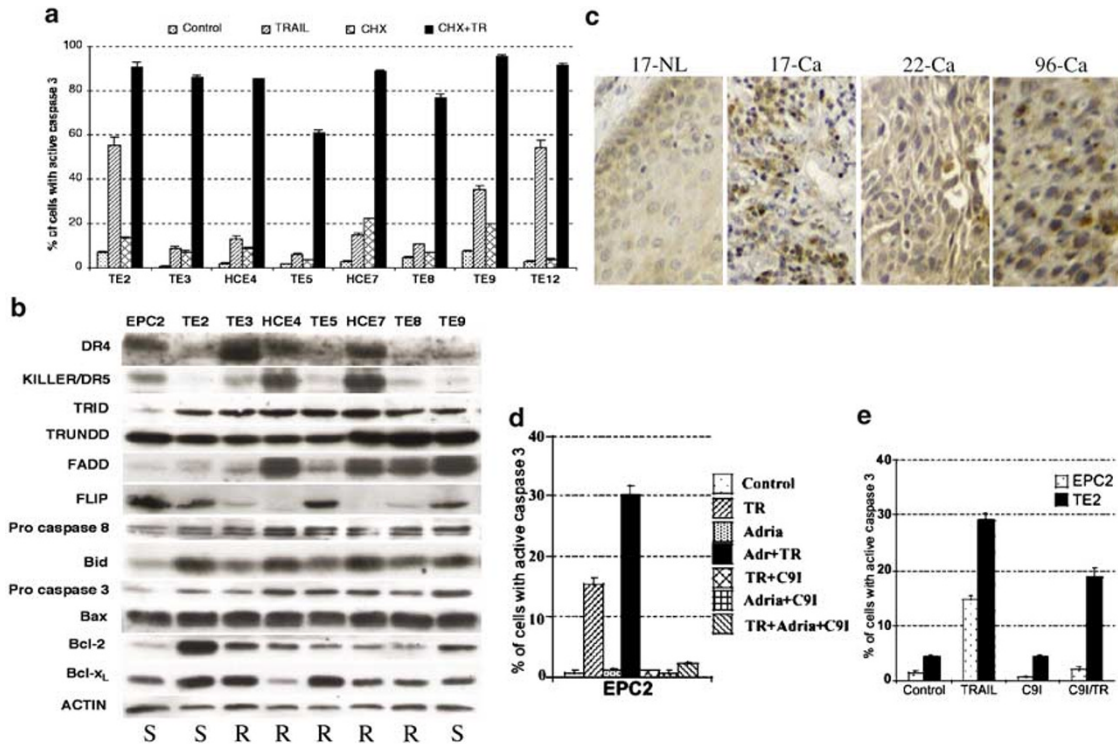 a
Control TRAIL CHX CHX+TR
% of cells with active caspase 3
100
80
60
40
20
0
TE2 TE3 HCE4 TE5 HCE7 TE8 TE9 TE12
b
EPC2 TE2 TE3 HCE4 TE5 HCE7 TE8 TE9
DR4
KILLER/DR5
TRID
TRUNDD
FADD
FLIP
Pro caspase 8
Bid
Pro caspase 3
Bax
Bcl-2
Bcl-xL
ACTIN
S S R R R R R S
c
17-NL 17-Ca 22-Ca 96-Ca
d
% of cells with active caspase 3
40
30
20
10
0
EPC2
Control
TR
Adria
Adr+TR
TR+C9I
Adria+C9I
TR+Adria+C9I
e
% of cells with active caspase 3
40
30
20
10
0
EPC2
TE2
Control TRAIL C9I C9I/TR